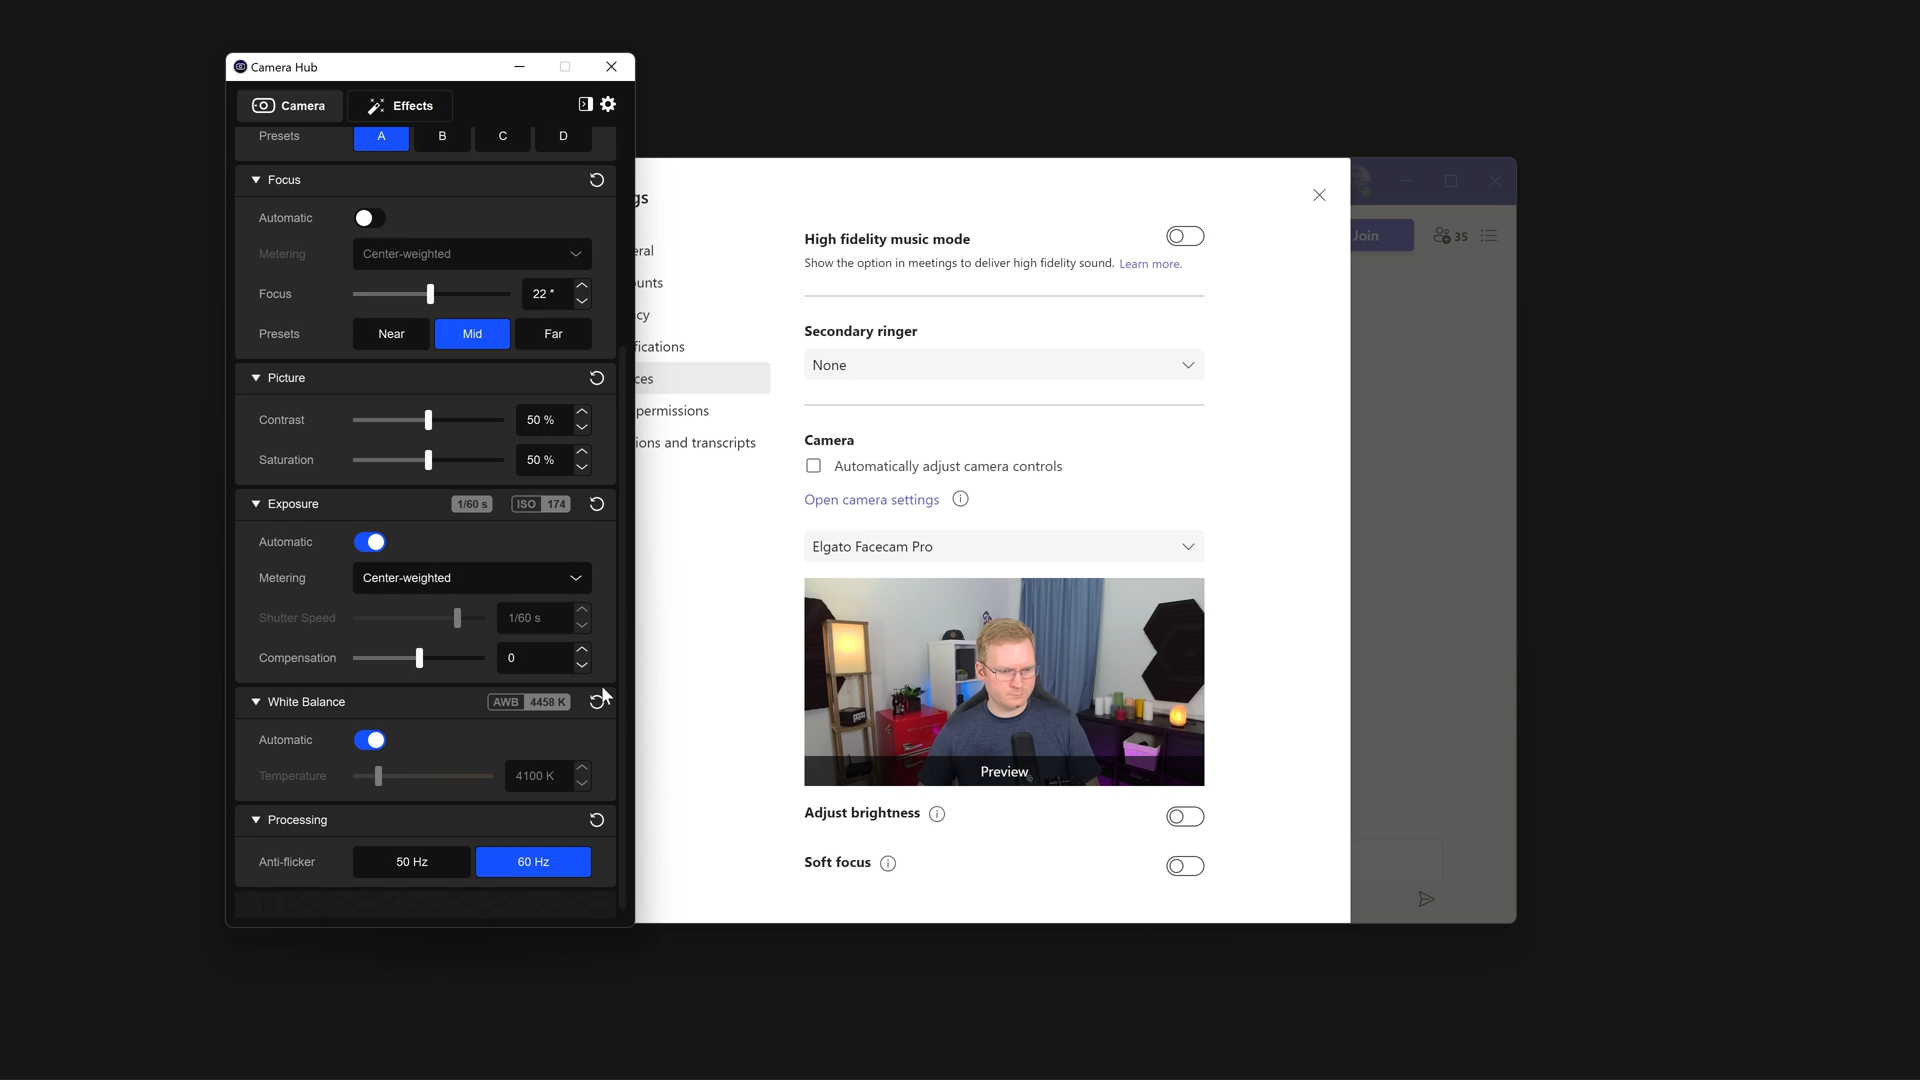 Camera Hub
Camera
Effects
Presets
A
B
C
D
Focus
Automatic
Metering
Center-weighted
Focus
22 "
Presets
Near
Mid
Far
Picture
Contrast
50 %
Saturation
50 %
Exposure
1/60 s
ISO 174
Automatic
Metering
Center-weighted
Shutter Speed
1/60 s
Compensation
0
White Balance
AWB 4458 K
Automatic
Temperature
4100 K
Processing
Anti-flicker
50 Hz
60 Hz
gs
eral
unts
cy
fications
ces
permissions
ions and transcripts
High fidelity music mode
Show the option in meetings to deliver high fidelity sound. Learn more.
Secondary ringer
None
Camera
Automatically adjust camera controls
Open camera settings
Elgato Facecam Pro
Preview
Adjust brightness
Soft focus
Join
35